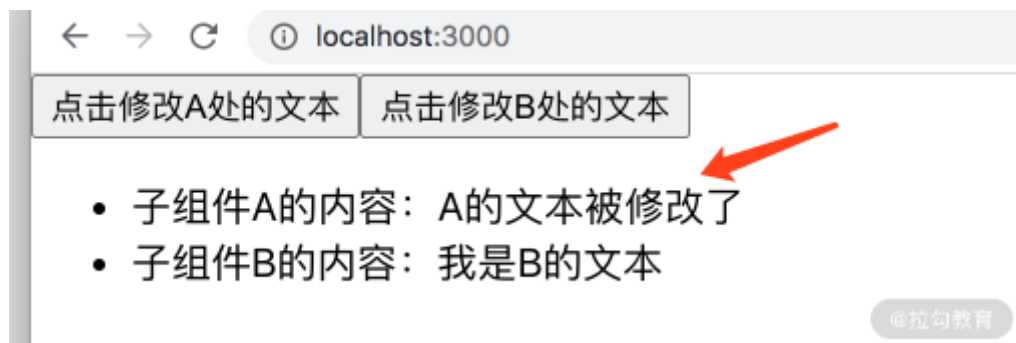 localhost:3000
点击修改A处的文本 点击修改B处的文本
• 子组件A的内容：A的文本被修改了
• 子组件B的内容：我是B的文本
@拉勾教育